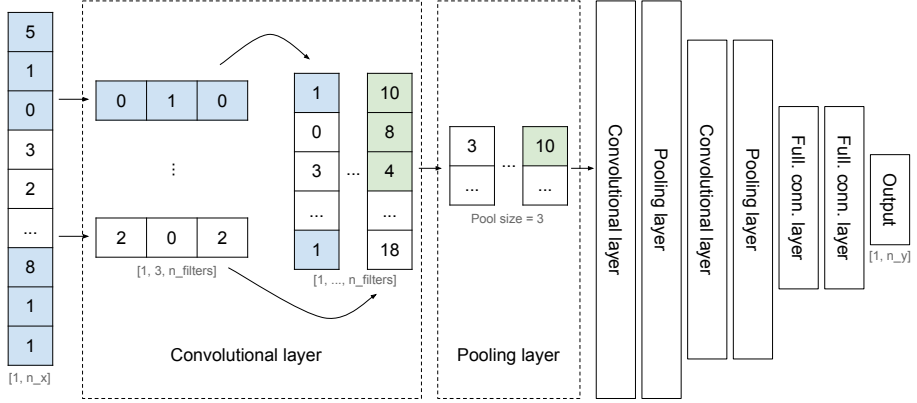 5
1
0
3
2
...
8
1
1
[1, n_x]
0 1 0
...
2 0 2
[1, 3, n_filters]
1
0
3
...
1
...
10
8
4
...
18
[1, ..., n_filters]
Convolutional layer
3
...
...
10
...
Pool size = 3
Pooling layer
Convolutional layer
Pooling layer
Convolutional layer
Pooling layer
Full. conn. layer
Full. conn. layer
Output
[1, n_y]